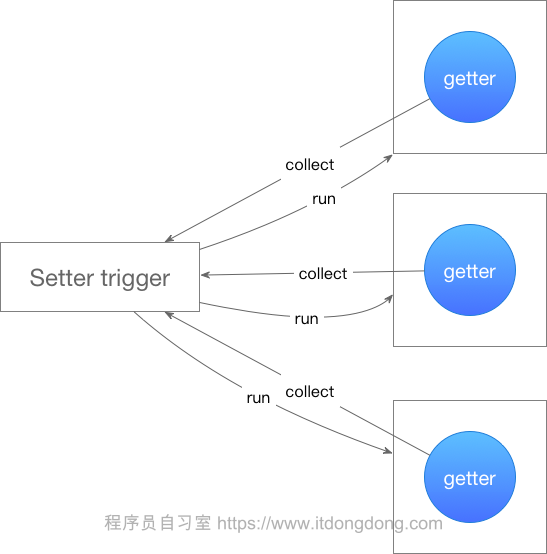 getter
collect
run
getter
Setter trigger
collect
run
collect
run
getter
程序员自习室 https://www.itdongdong.com